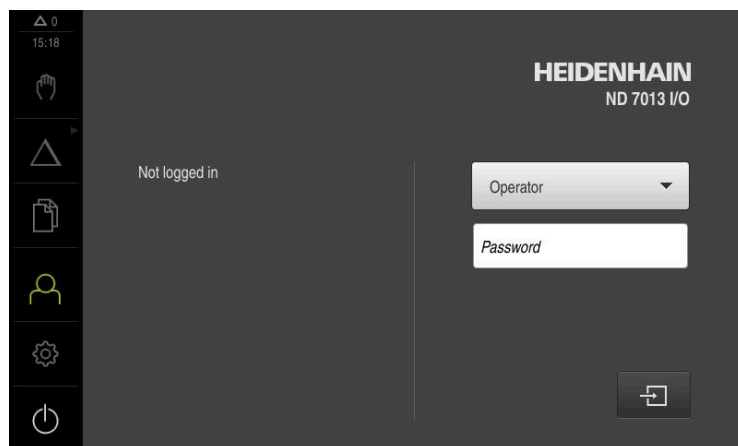 0
15:18
HEIDENHAIN
ND 7013 I/O
Not logged in
Operator
Password